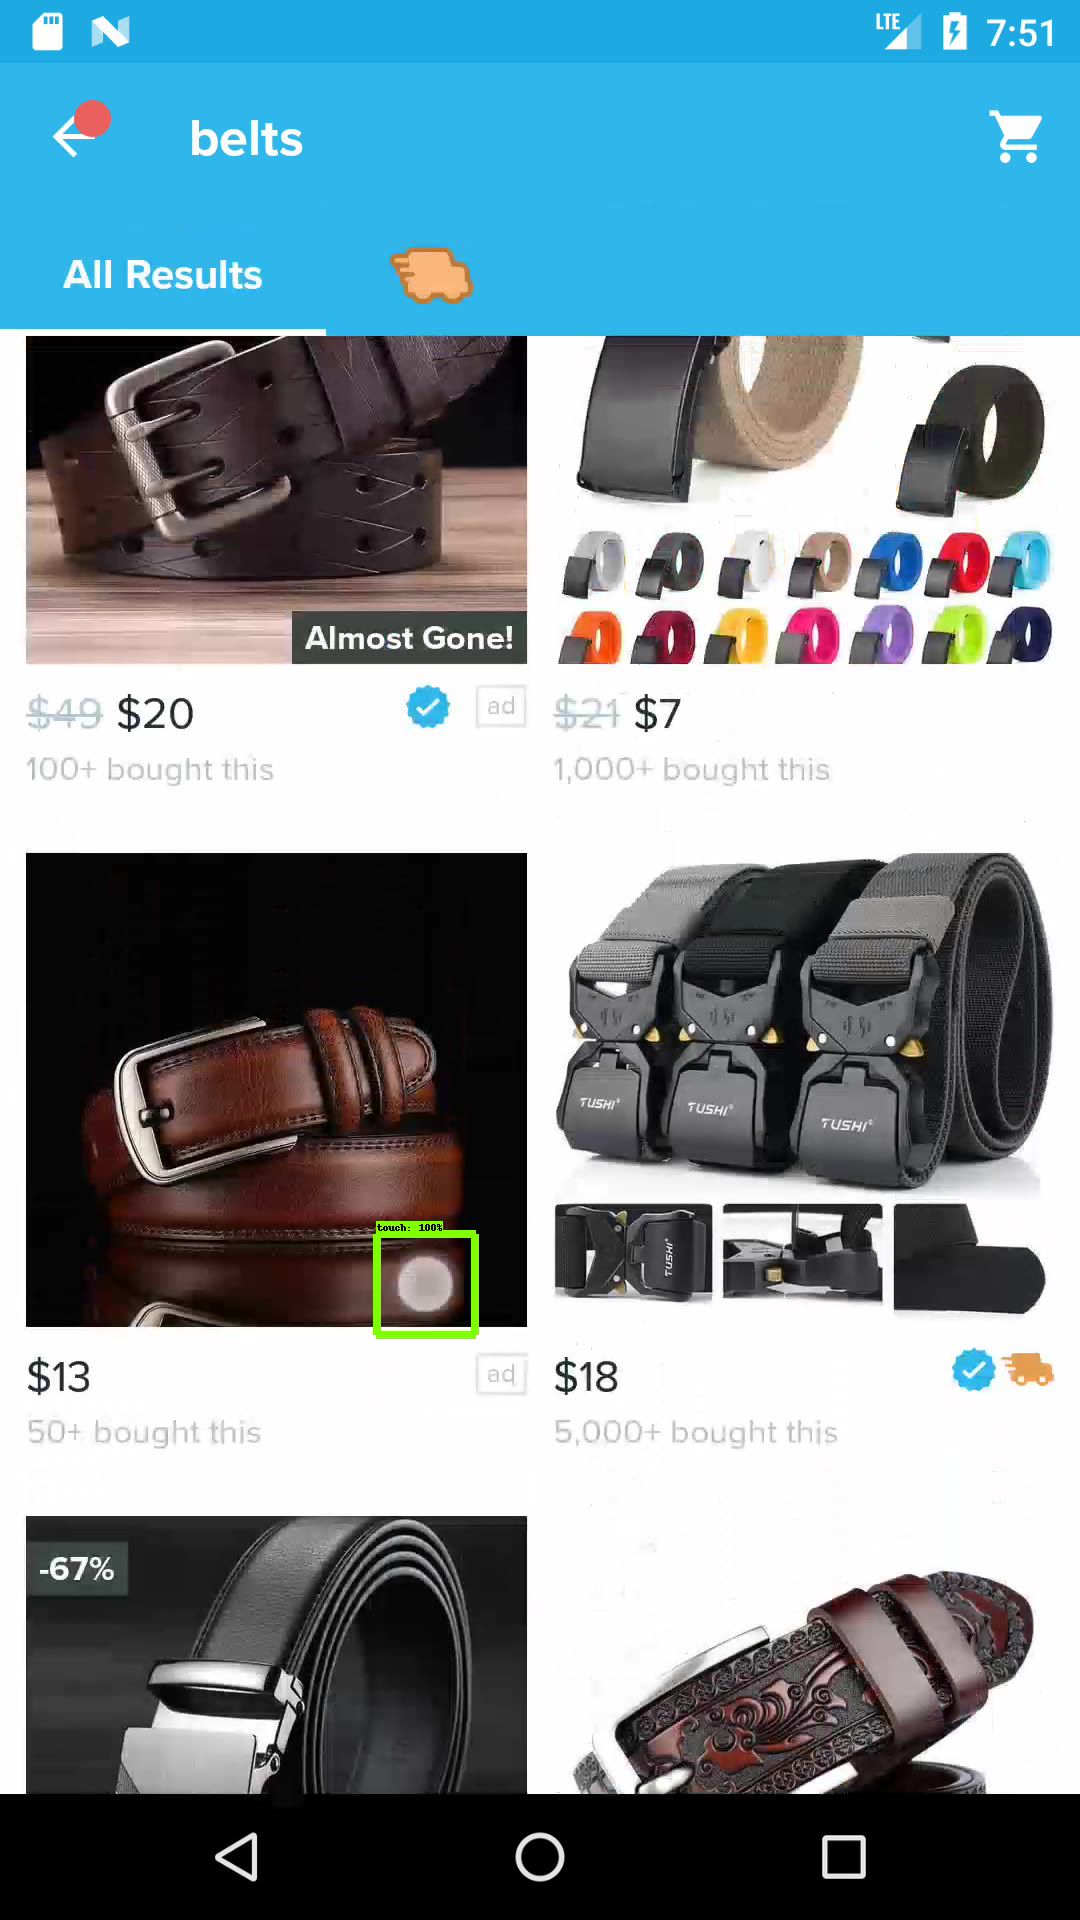 LTE
7:51
belts
All Results
Almost Gone!
$49 $20
ad
100+ bought this
$21 $7
1,000+ bought this
TUSHI
TUSHI
TUSHI
TUSHI
touch: 100%
$13
ad
50+ bought this
$18
5,000+ bought this
-67%